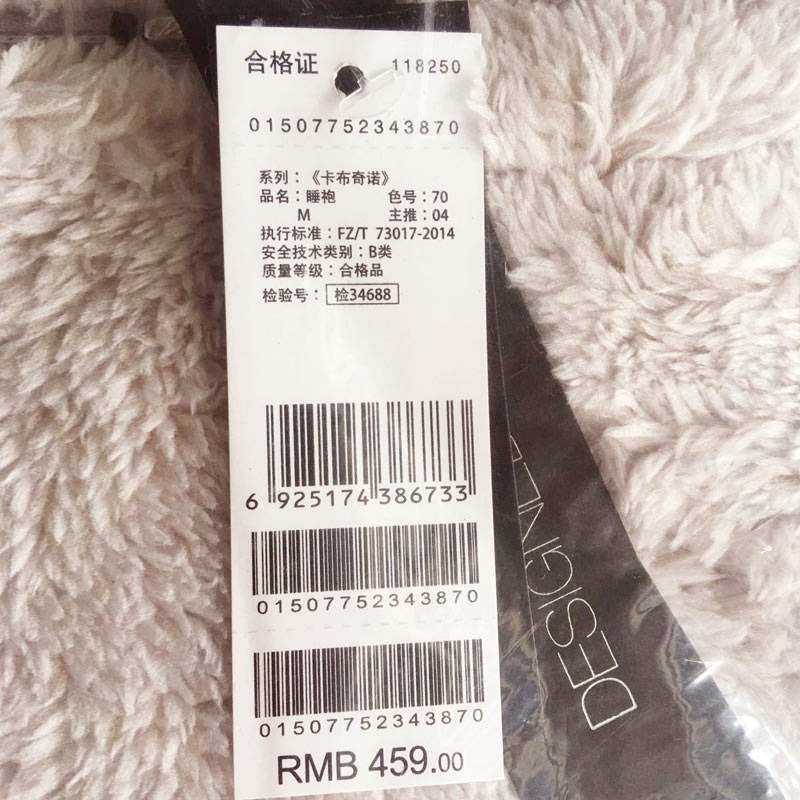 合格证 118250
01507752343870
系列：《卡布奇诺》
品名：睡袍 色号：70
M 主推：04
执行标准：FZ/T 73017-2014
安全技术类别：B类
质量等级：合格品
检验号：检34688
6 925174 386733
01507752343870
01507752343870
RMB 459.00